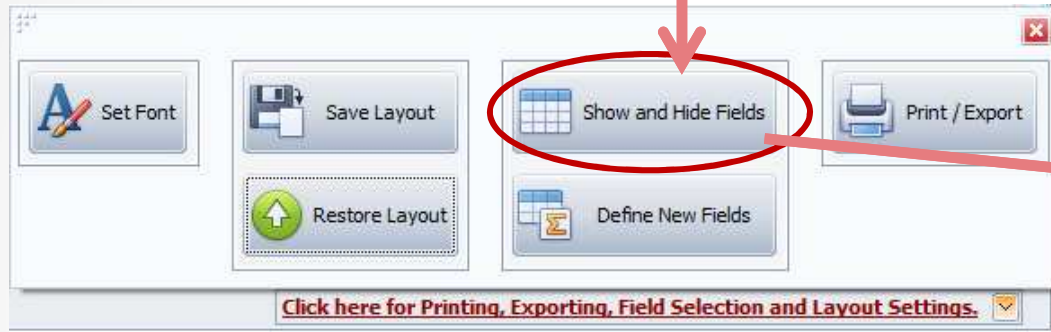 Set Font
Save Layout
Show and Hide Fields
Print / Export
Restore Layout
Define New Fields
Click here for Printing, Exporting, Field Selection and Layout Settings.